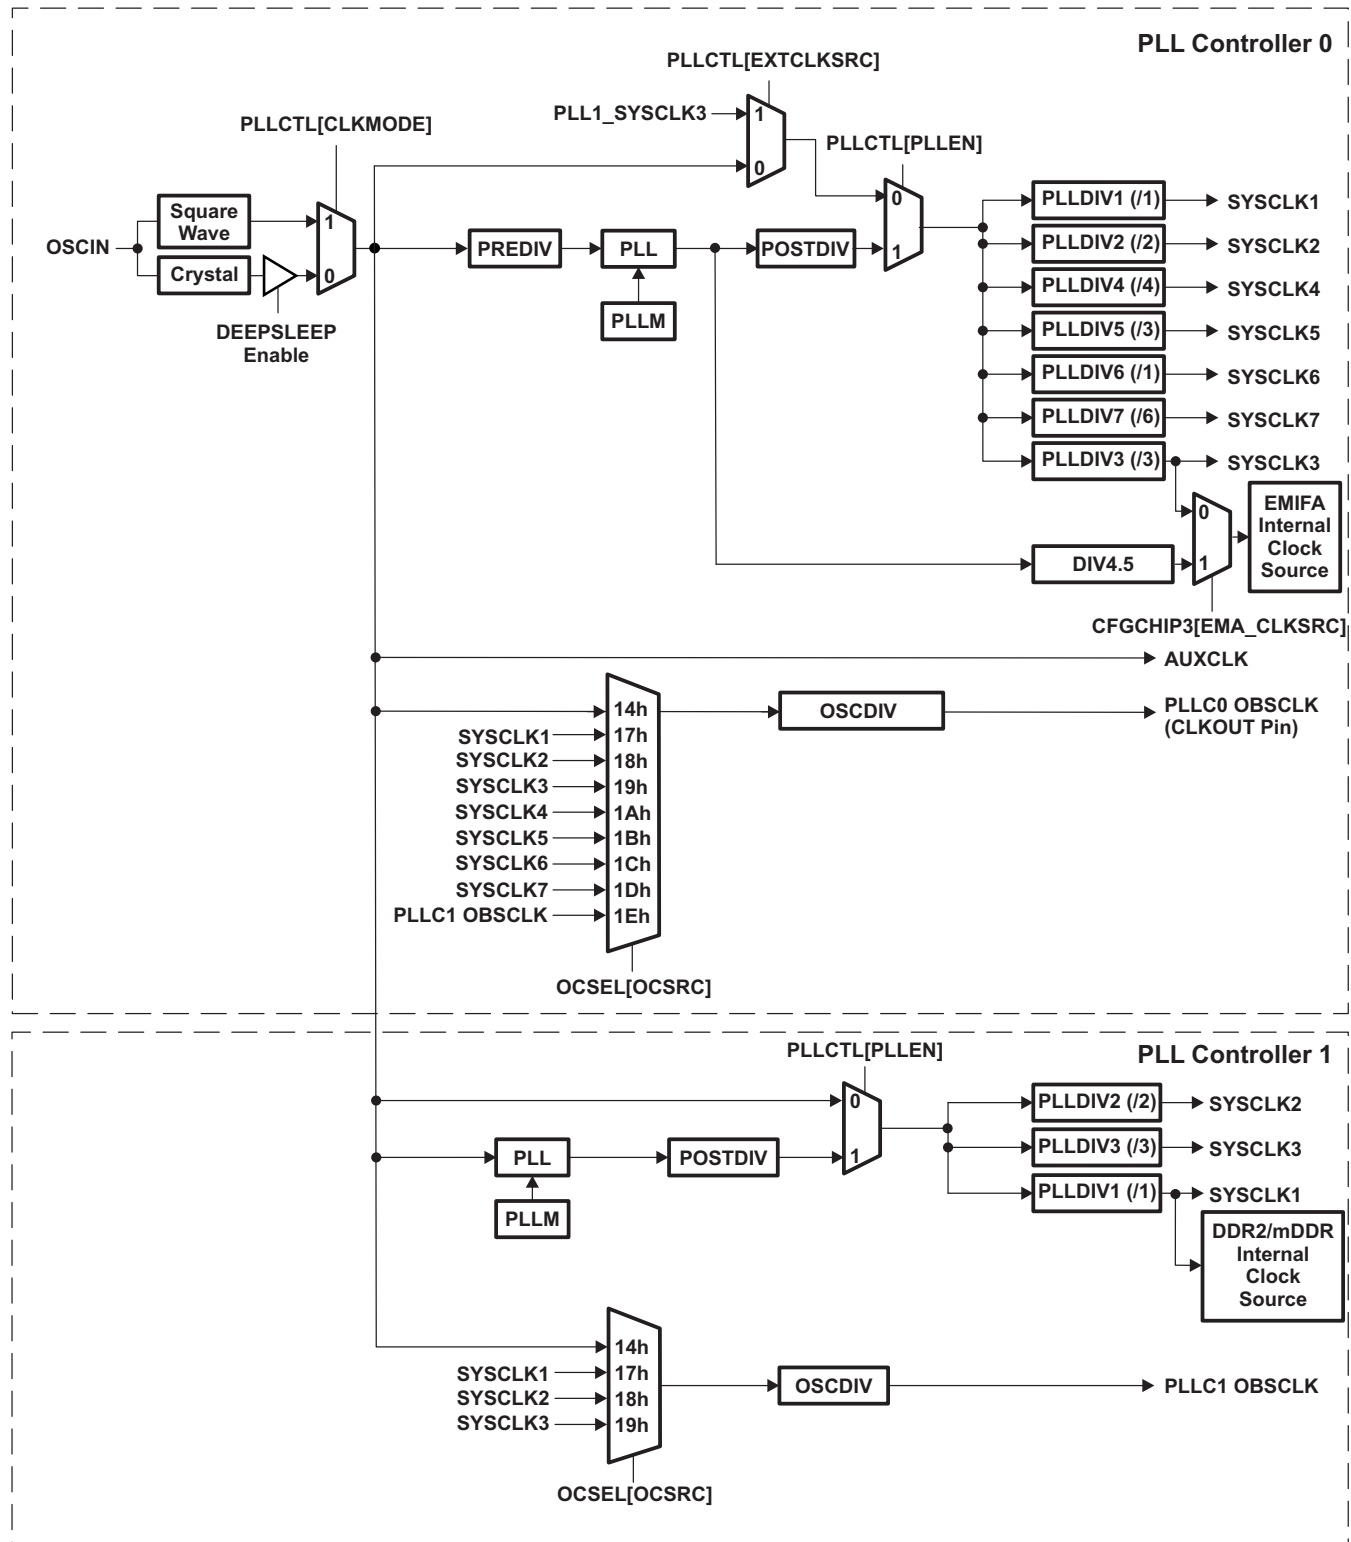 PLL Controller 0
PLLCTL[EXTCLKSRC]
PLL1_SYSCLK3
1
0
PLLCTL[CLKMODE]
PLLCTL[PLLEN]
OSCIN
Square
Wave
Crystal
1
0
DEEPSLEEP
Enable
PREDIV
PLL
PLLM
POSTDIV
0
1
PLLDIV1 (/1)
SYSCLK1
PLLDIV2 (/2)
SYSCLK2
PLLDIV4 (/4)
SYSCLK4
PLLDIV5 (/3)
SYSCLK5
PLLDIV6 (/1)
SYSCLK6
PLLDIV7 (/6)
SYSCLK7
PLLDIV3 (/3)
SYSCLK3
DIV4.5
0
1
EMIFA
Internal
Clock
Source
CFGCHIP3[EMA_CLKSRC]
AUXCLK
14h
SYSCLK1 17h
SYSCLK2 18h
SYSCLK3 19h
SYSCLK4 1Ah
SYSCLK5 1Bh
SYSCLK6 1Ch
SYSCLK7 1Dh
PLLC1 OBSCLK 1Eh
OCSEL[OCSRC]
OSCDIV
PLLC0 OBSCLK
(CLKOUT Pin)
PLL Controller 1
PLLCTL[PLLEN]
0
1
PLL
PLLM
POSTDIV
PLLDIV2 (/2)
SYSCLK2
PLLDIV3 (/3)
SYSCLK3
PLLDIV1 (/1)
SYSCLK1
DDR2/mDDR
Internal
Clock
Source
14h
SYSCLK1 17h
SYSCLK2 18h
SYSCLK3 19h
OCSEL[OCSRC]
OSCDIV
PLLC1 OBSCLK